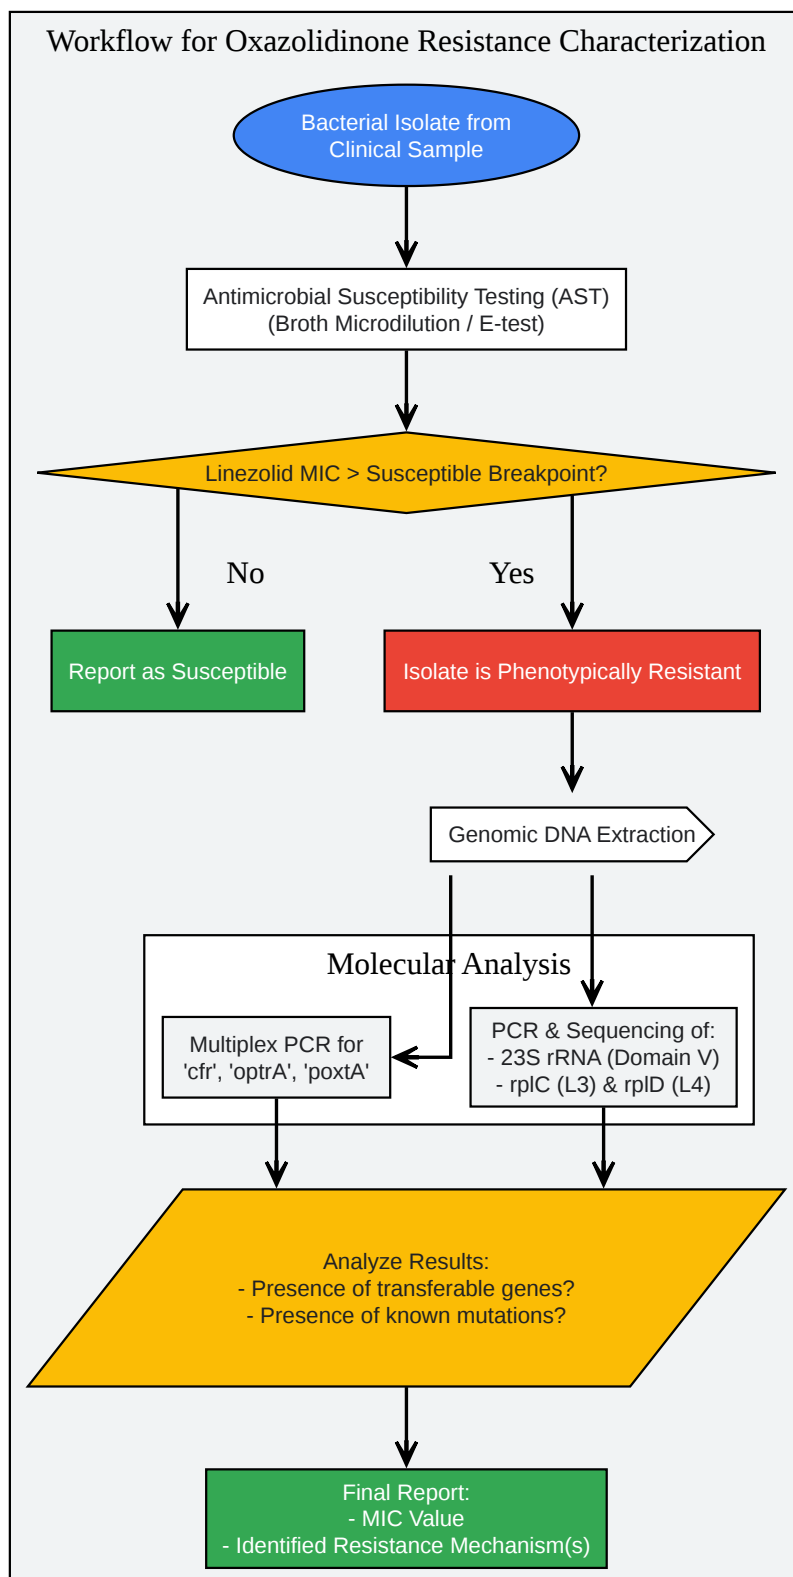 Workflow for Oxazolidinone Resistance Characterization
Bacterial Isolate from
Clinical Sample
Antimicrobial Susceptibility Testing (AST)
(Broth Microdilution / E-test)
Linezolid MIC > Susceptible Breakpoint?
No
Yes
Report as Susceptible
Isolate is Phenotypically Resistant
Genomic DNA Extraction
Molecular Analysis
Multiplex PCR for
'cfr', 'optrA', 'poxtA'
PCR & Sequencing of:
- 23S rRNA (Domain V)
- rplC (L3) & rplD (L4)
Analyze Results:
- Presence of transferable genes?
- Presence of known mutations?
Final Report:
- MIC Value
- Identified Resistance Mechanism(s)